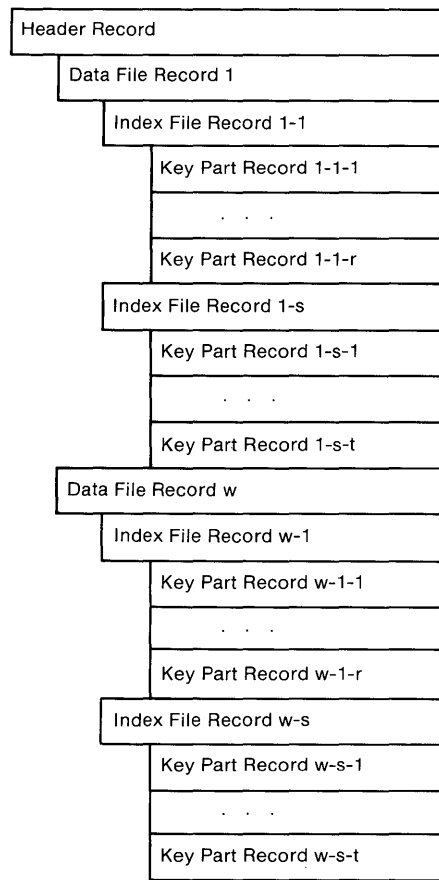 Header Record
Data File Record 1
Index File Record 1-1
Key Part Record 1-1-1
. . .
Key Part Record 1-1-r
Index File Record 1-s
Key Part Record 1-s-1
. . .
Key Part Record 1-s-t
Data File Record w
Index File Record w-1
Key Part Record w-1-1
. . .
Key Part Record w-1-r
Index File Record w-s
Key Part Record w-s-1
. . .
Key Part Record w-s-t